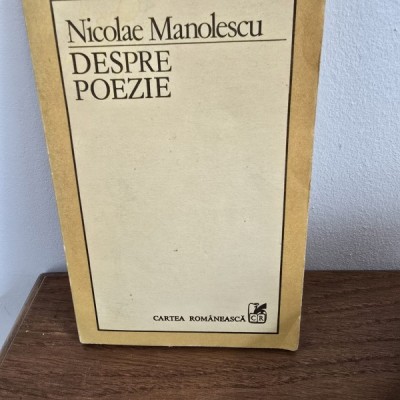 Nicolae Manolescu
DESPRE
POEZIE
CARTEA ROMÂNEASCĂ
CR